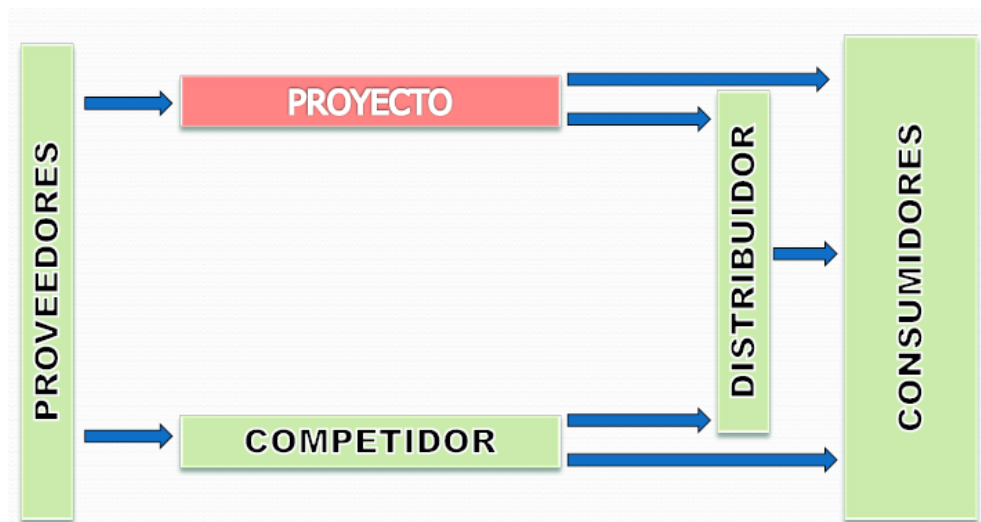 PROVEEDORES
PROYECTO
COMPETIDOR
DISTRIBUIDOR
CONSUMIDORES